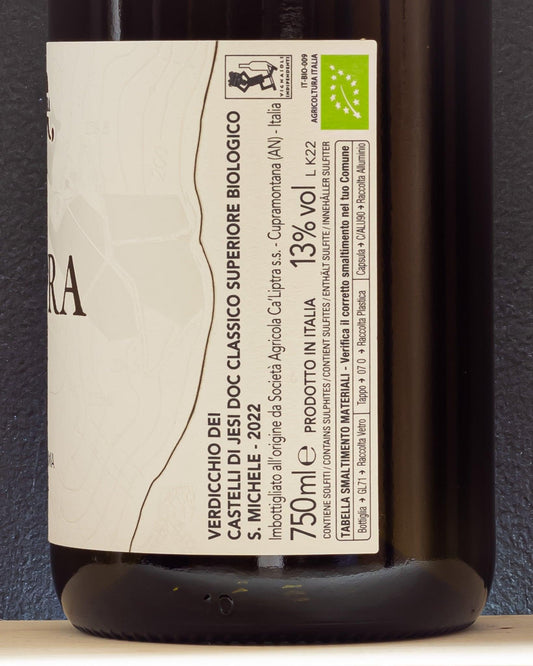 RA
VIGNAIOLI
INDIPENDENTI
IT-BIO-009
AGRICOLTURA ITALIA
VERDICCHIO DEI
CASTELLI DI JESI DOC CLASSICO SUPERIORE BIOLOGICO
S. MICHELE - 2022
Imbottigliato all'origine da Società Agricola Ca'Liptra s.s. - Cupramontana (AN) - Italia
750ml e PRODOTTO IN ITALIA 13% vol L K22
CONTIENE SOLFITI / CONTAINS SULPHITES / CONTIENT SULFITES / ENTHÄLT SULFITE / INNEHÅLLER SULFITER
TABELLA SMALTIMENTO MATERIALI - Verifica il corretto smaltimento nel tuo Comune
Bottiglia → GL71 → Raccolta Vetro Tappo → 07 O → Raccolta Plastica Capsula → C/ALU90 → Raccolta Alluminio